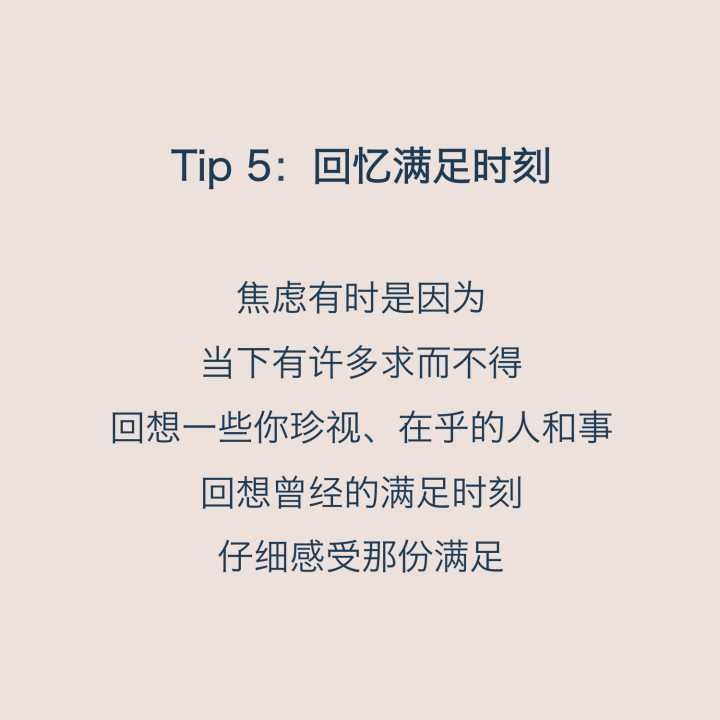 Tip 5：回忆满足时刻
焦虑有时是因为
当下有许多求而不得
回想一些你珍视、在乎的人和事
回想曾经的满足时刻
仔细感受那份满足